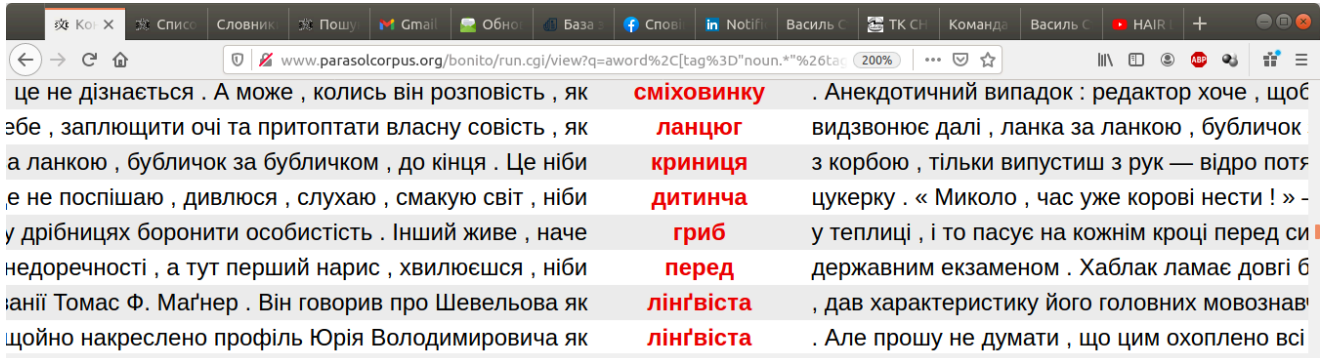 Кон Списо Словник Пошу Gmail Обно База з Спові Notific Василь С ТК СН Команда Василь С HAIR L
www.parasolcorpus.org/bonito/run.cgi/view?q=aword%2C[tag%3D"noun.*"%26tag 200%
це не дізнається . А може , колись він розповість , як сміховинку . Анекдотичний випадок : редактор хоче , щоб
ебе , заплющити очі та притоптати власну совість , як ланцюг видзвонює далі , ланка за ланкою , бубличок
а ланкою , бубличок за бубличком , до кінця . Це ніби криниця з корбою , тільки випустиш з рук — відро потя
е не поспішаю , дивлюся , слухаю , смакую світ , ніби дитинча цукерку . « Миколо , час уже корові нести ! » –
у дрібницях боронити особистість . Інший живе , наче гриб у теплиці , і то пасує на кожнім кроці перед си
недоречності , а тут перший нарис , хвилюєшся , ніби перед державним екзаменом . Хаблак ламає довгі б
ванії Томас Ф. Маґнер . Він говорив про Шевельова як лінґвіста , дав характеристику його головних мовознав
щойно накреслено профіль Юрія Володимировича як лінґвіста . Але прошу не думати , що цим охоплено всі